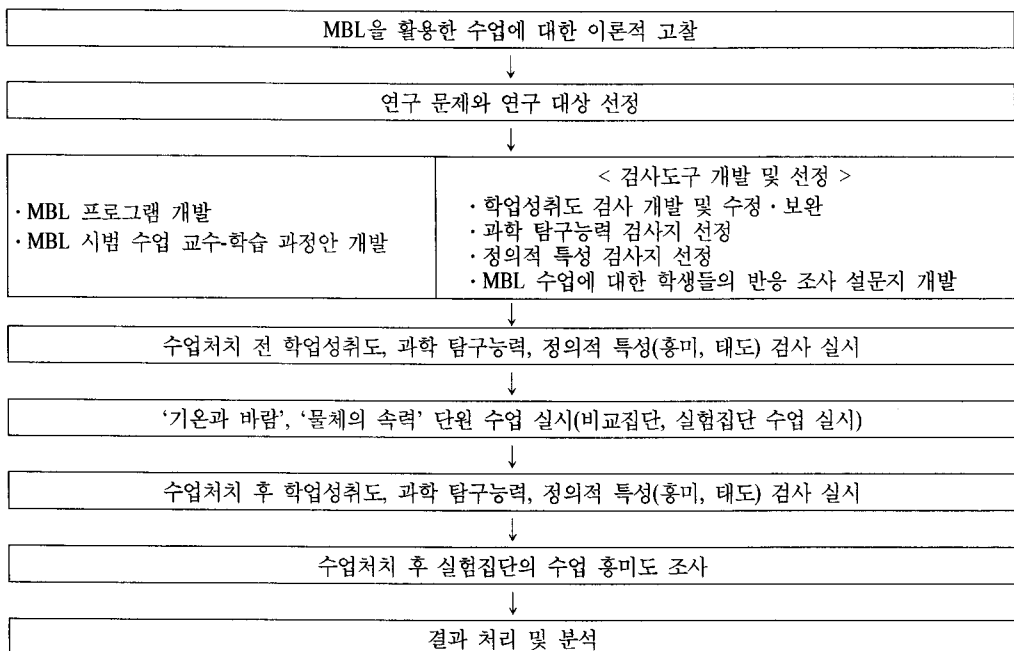 MBL을 활용한 수업에 대한 이론적 고찰
↓
연구 문제와 연구 대상 선정
↓
· MBL 프로그램 개발
· MBL 시범 수업 교수-학습 과정안 개발
< 검사도구 개발 및 선정 >
· 학업성취도 검사 개발 및 수정 · 보완
· 과학 탐구능력 검사지 선정
· 정의적 특성 검사지 선정
· MBL 수업에 대한 학생들의 반응 조사 설문지 개발
↓
수업처치 전 학업성취도, 과학 탐구능력, 정의적 특성(흥미, 태도) 검사 실시
↓
‘기온과 바람’, ‘물체의 속력’ 단원 수업 실시(비교집단, 실험집단 수업 실시)
↓
수업처치 후 학업성취도, 과학 탐구능력, 정의적 특성(흥미, 태도) 검사 실시
↓
수업처치 후 실험집단의 수업 흥미도 조사
↓
결과 처리 및 분석